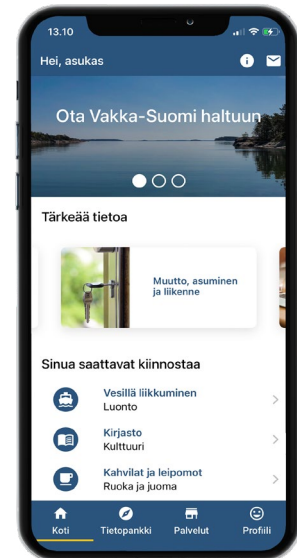 13.10
Hei, asukas
Ota Vakka-Suomi haltuun
Tärkeää tietoa
Muutto, asuminen
ja liikenne
Sinua saattavat kiinnostaa
Vesillä liikkuminen
Luonto
Kirjasto
Kulttuuri
Kahvilat ja leipomot
Ruoka ja juoma
Koti Tietopankki Palvelut Profiili